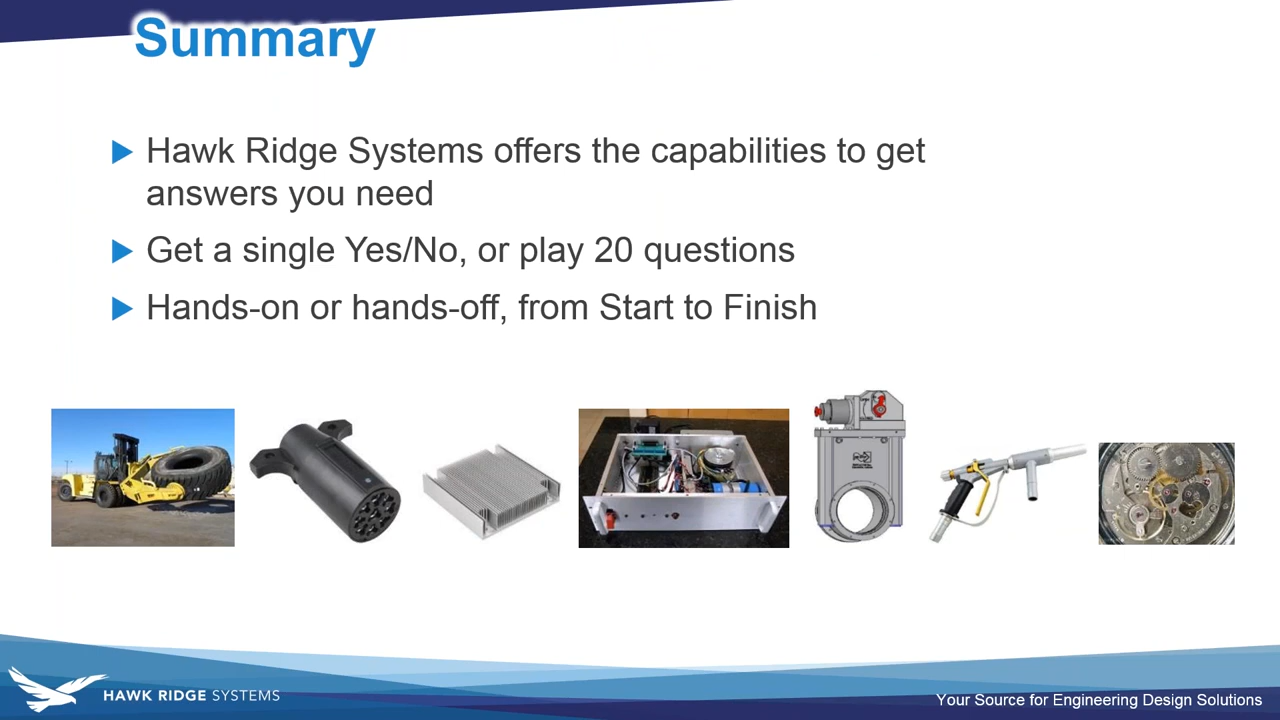 Summary
Hawk Ridge Systems offers the capabilities to get
answers you need
Get a single Yes/No, or play 20 questions
Hands-on or hands-off, from Start to Finish
HAWK RIDGE SYSTEMS
Your Source for Engineering Design Solutions